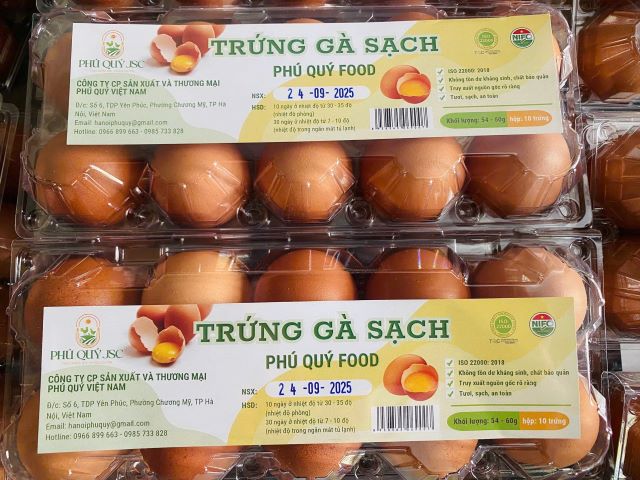 PHÚ QUÝ JSC
CÔNG TY CP SẢN XUẤT VÀ THƯƠNG MẠI
PHÚ QUÝ VIỆT NAM
Đ/c: Số 6, TDP Yên Phúc, Phường Chương Mỹ, TP Hà
Nội, Việt Nam
Email: hanoiphuquy@gmail.com
Hotline: 0966 899 663 - 0985 733 828
TRỨNG GÀ SẠCH
PHÚ QUÝ FOOD
NSX: 24-09-2025
HSD: 10 ngày ở nhiệt độ từ 30 - 35 độ
(nhiệt độ phòng)
30 ngày ở nhiệt độ từ 7 - 10 độ
(nhiệt độ trong ngăn mát tủ lạnh)
ISO
22000
NIFC
ISO 22000: 2018
Không tồn dư kháng sinh, chất bảo quản
Truy xuất nguồn gốc rõ ràng
Tươi, sạch, an toàn
Khối lượng: 54 - 60g hộp: 10 trứng
PHÚ QUÝ JSC
CÔNG TY CP SẢN XUẤT VÀ THƯƠNG MẠI
PHÚ QUÝ VIỆT NAM
Đ/c: Số 6, TDP Yên Phúc, Phường Chương Mỹ, TP Hà
Nội, Việt Nam
Email: hanoiphuquy@gmail.com
Hotline: 0966 899 663 - 0985 733 828
TRỨNG GÀ SẠCH
PHÚ QUÝ FOOD
NSX: 24-09-2025
HSD: 10 ngày ở nhiệt độ từ 30 - 35 độ
(nhiệt độ phòng)
30 ngày ở nhiệt độ từ 7 - 10 độ
(nhiệt độ trong ngăn mát tủ lạnh)
ISO
22000
NIFC
ISO 22000: 2018
Không tồn dư kháng sinh, chất bảo quản
Truy xuất nguồn gốc rõ ràng
Tươi, sạch, an toàn
Khối lượng: 54 - 60g hộp: 10 trứng